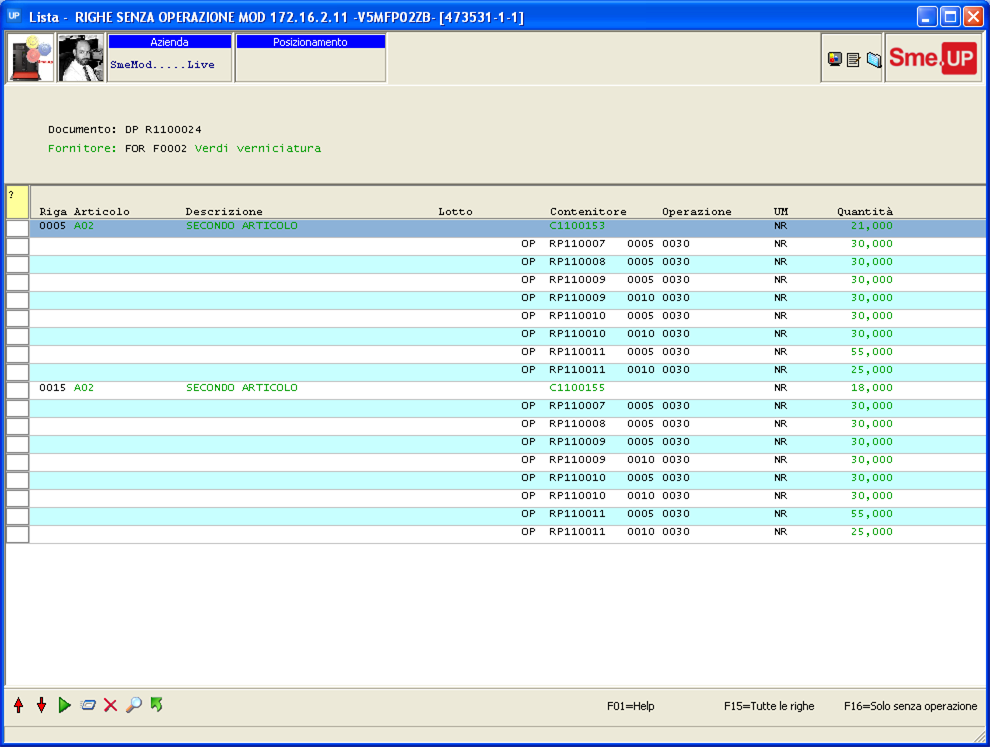 UP Lista - RIGHE SENZA OPERAZIONE MOD 172.16.2.11 -V5MFP02ZB- [473531-1-1]
Azienda Posizionamento
SmeMod.....Live
Sme.UP
Documento: DP R1100024
Fornitore: FOR F0002 Verdi verniciatura
?
Riga Articolo Descrizione Lotto Contenitore Operazione UM Quantità
0005 A02 SECONDO ARTICOLO C1100153 NR 21,000
OP RP110007 0005 0030 NR 30,000
OP RP110008 0005 0030 NR 30,000
OP RP110009 0005 0030 NR 30,000
OP RP110009 0010 0030 NR 30,000
OP RP110010 0005 0030 NR 30,000
OP RP110010 0010 0030 NR 30,000
OP RP110011 0005 0030 NR 55,000
OP RP110011 0010 0030 NR 25,000
0015 A02 SECONDO ARTICOLO C1100155 NR 18,000
OP RP110007 0005 0030 NR 30,000
OP RP110008 0005 0030 NR 30,000
OP RP110009 0005 0030 NR 30,000
OP RP110009 0010 0030 NR 30,000
OP RP110010 0005 0030 NR 30,000
OP RP110010 0010 0030 NR 30,000
OP RP110011 0005 0030 NR 55,000
OP RP110011 0010 0030 NR 25,000
F01=Help F15=Tutte le righe F16=Solo senza operazione